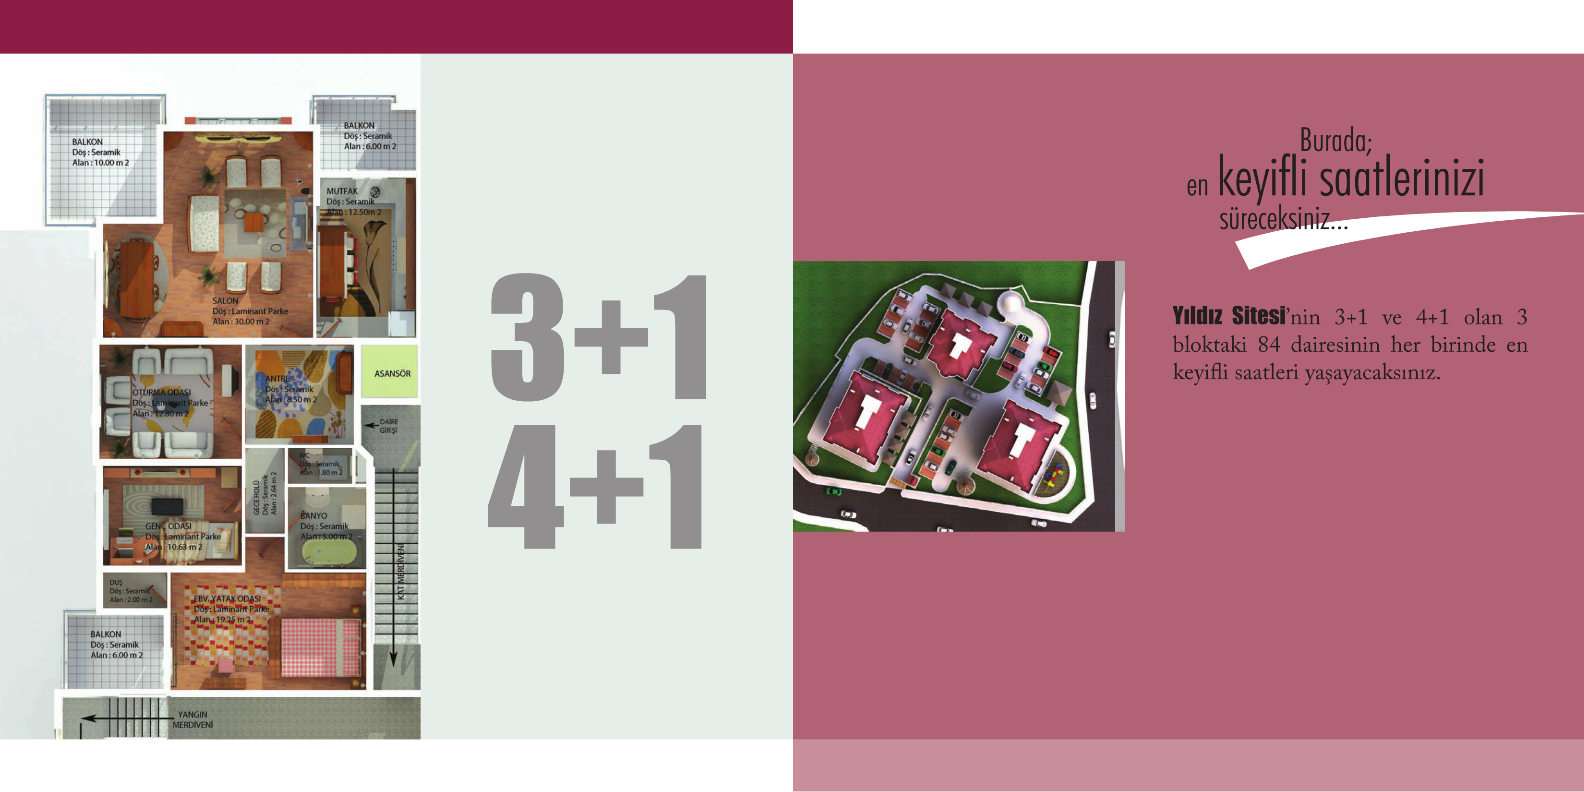 BALKON
Döş : Seramik
Alan : 10.00 m 2
BALKON
Döş : Seramik
Alan : 6.00 m 2
MUTFAK
Döş : Seramik
Alan : 12.50m 2
SALON
Döş : Laminant Parke
Alan : 30.00 m 2
OTURMA ODASI
Döş : Laminant Parke
Alan : 12.80 m 2
ANTRE
Döş : Seramik
Alan : 8.50 m 2
ASANSÖR
DAİRE
GİRİŞİ
WC
Döş : Seramik
Alan : 1.80 m 2
GECE HOLÜ
Döş : Seramik
Alan : 2.64 m 2
GENÇ ODASI
Döş : Laminant Parke
Alan : 10.63 m 2
BANYO
Döş : Seramik
Alan : 5.00 m 2
KAT MERDİVENİ
DUŞ
Döş : Seramik
Alan : 2.00 m 2
EBV. YATAK ODASI
Döş : Laminant Parke
Alan : 19.25 m 2
BALKON
Döş : Seramik
Alan : 6.00 m 2
YANGIN
MERDİVENİ
3+1
4+1
Burada;
en keyifli saatlerinizi
süreceksiniz...
Yıldız Sitesi’nin 3+1 ve 4+1 olan 3
bloktaki 84 dairesinin her birinde en
keyifli saatleri yaşayacaksınız.